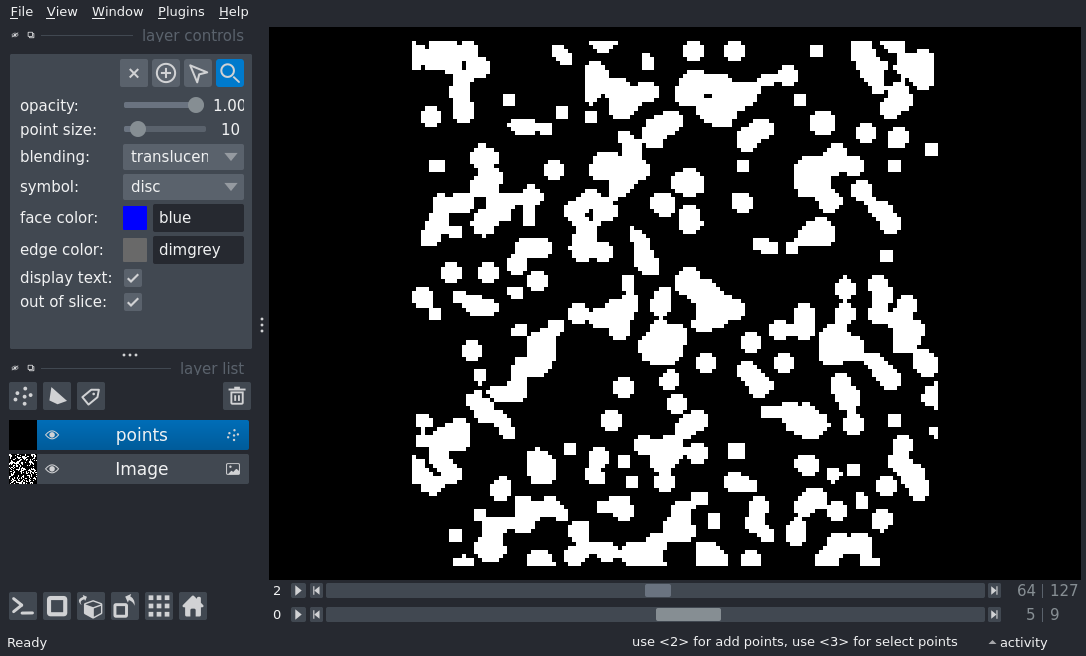 File View Window Plugins Help
layer controls
opacity: 1.00
point size: 10
blending: translucen
symbol: disc
face color: blue
edge color: dimgrey
display text:
out of slice:
layer list
points
Image
2 64 127
0 5 9
Ready use <2> for add points, use <3> for select points activity